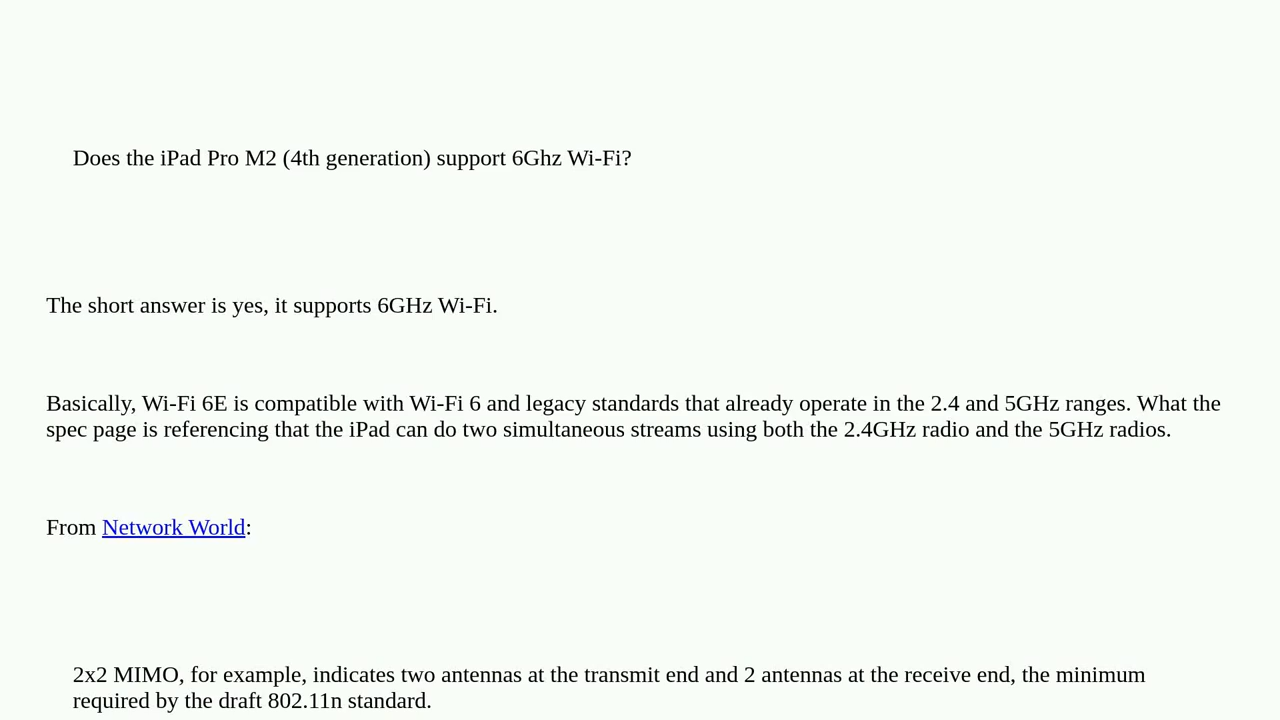 Does the iPad Pro M2 (4th generation) support 6Ghz Wi-Fi?
The short answer is yes, it supports 6GHz Wi-Fi.
Basically, Wi-Fi 6E is compatible with Wi-Fi 6 and legacy standards that already operate in the 2.4 and 5GHz ranges. What the
spec page is referencing that the iPad can do two simultaneous streams using both the 2.4GHz radio and the 5GHz radios.
From Network World:
2x2 MIMO, for example, indicates two antennas at the transmit end and 2 antennas at the receive end, the minimum
required by the draft 802.11n standard.